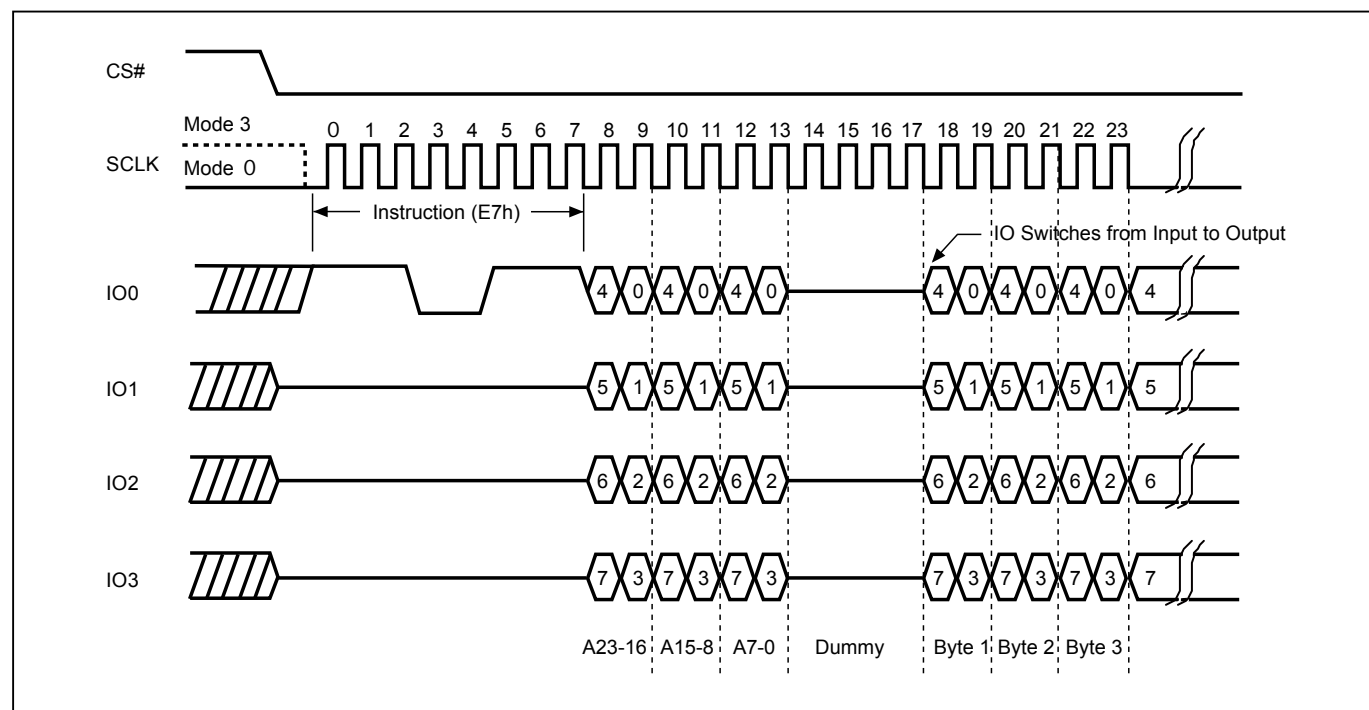 CS#
Mode 3
SCLK
Mode 0
0 1 2 3 4 5 6 7 8 9 10 11 12 13 14 15 16 17 18 19 20 21 22 23
Instruction (E7h)
IO Switches from Input to Output
IO0
4 0 4 0 4 0 4 0 4 0 4 0 4
IO1
5 1 5 1 5 1 5 1 5 1 5 1 5
IO2
6 2 6 2 6 2 6 2 6 2 6 2 6
IO3
7 3 7 3 7 3 7 3 7 3 7 3 7
A23-16 A15-8 A7-0 Dummy Byte 1 Byte 2 Byte 3